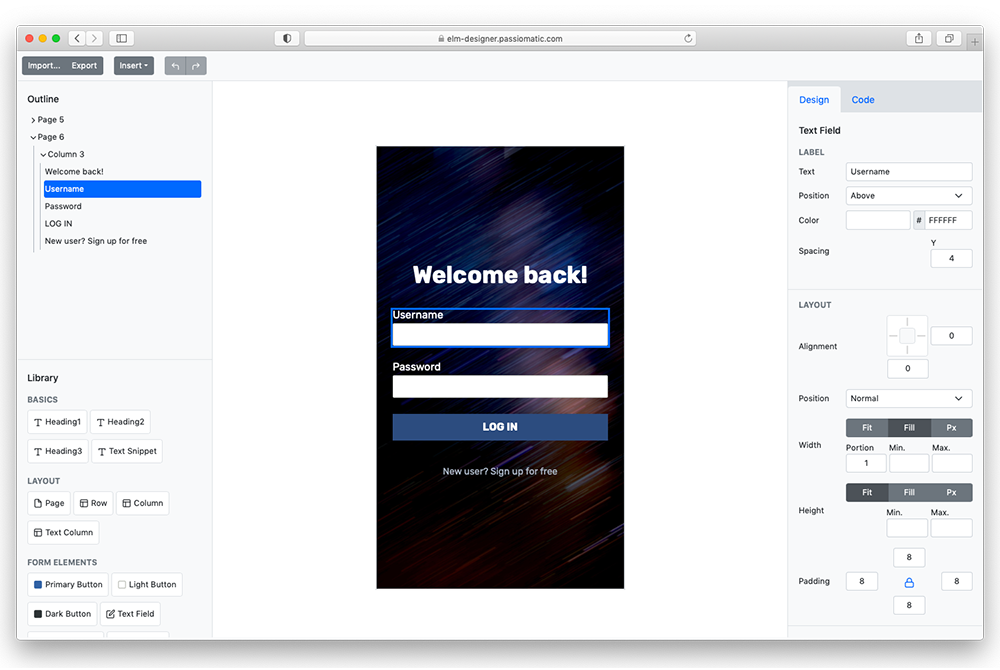 elm-designer.passiomatic.com
Import... Export Insert
Outline
Page 5
Page 6
Column 3
Welcome back!
Username
Password
LOG IN
New user? Sign up for free
Library
BASICS
Heading1 Heading2
Heading3 Text Snippet
LAYOUT
Page Row Column
Text Column
FORM ELEMENTS
Primary Button Light Button
Dark Button Text Field
Welcome back!
Username
Password
LOG IN
New user? Sign up for free
Design Code
Text Field
LABEL
Text Username
Position Above
Color # FFFFFF
Y
Spacing 4
LAYOUT
Alignment 0
0
Position Normal
Fit Fill Px
Width Portion Min. Max.
1
Fit Fill Px
Height Min. Max.
8
Padding 8 8
8